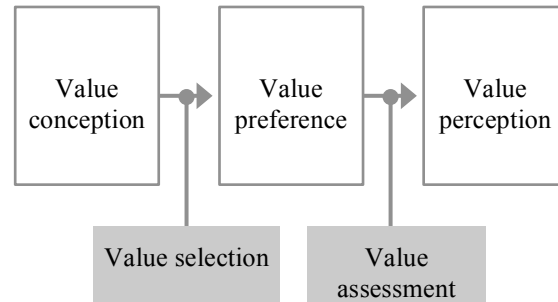 Value
conception
Value
preference
Value
perception
Value selection
Value
assessment